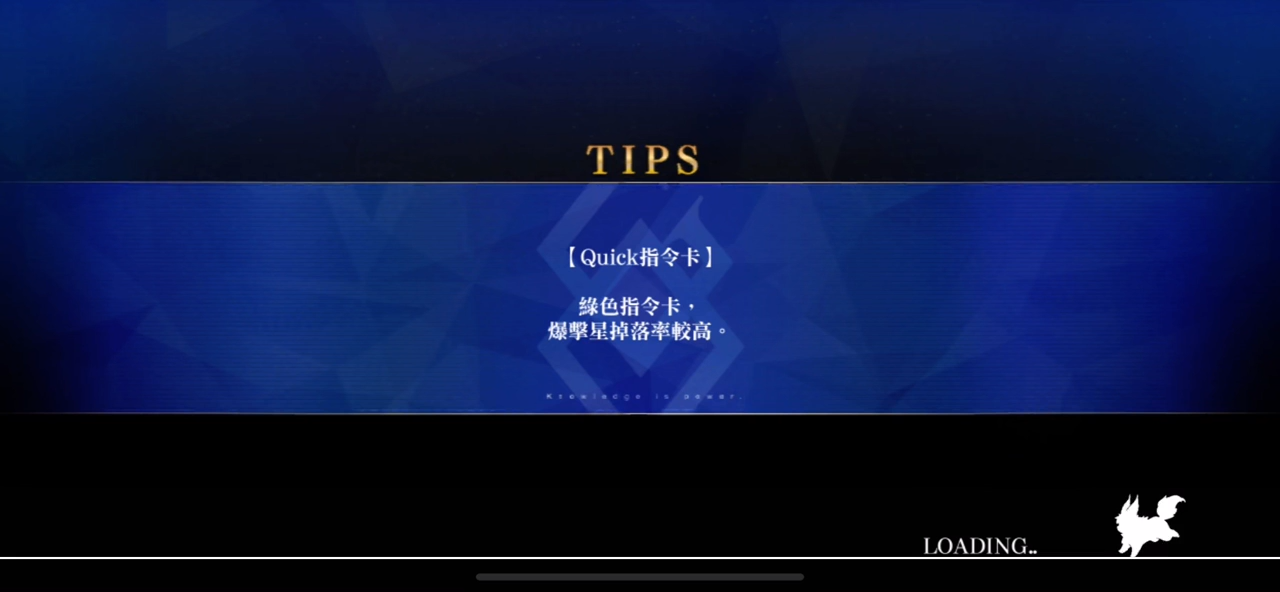 TIPS
【Quick指令卡】
綠色指令卡，
爆擊星掉落率較高。
Knowledge is power.
LOADING..